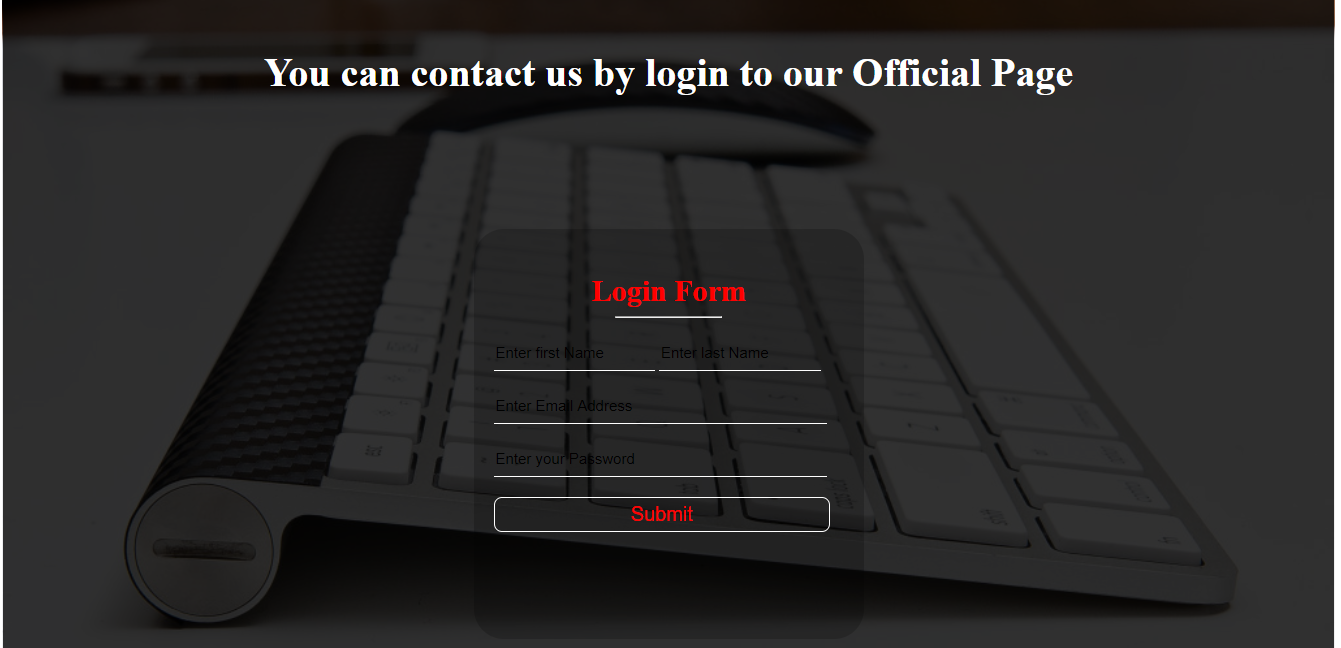 You can contact us by login to our Official Page
Login Form
Enter first Name Enter last Name
Enter Email Address
Enter your Password
Submit